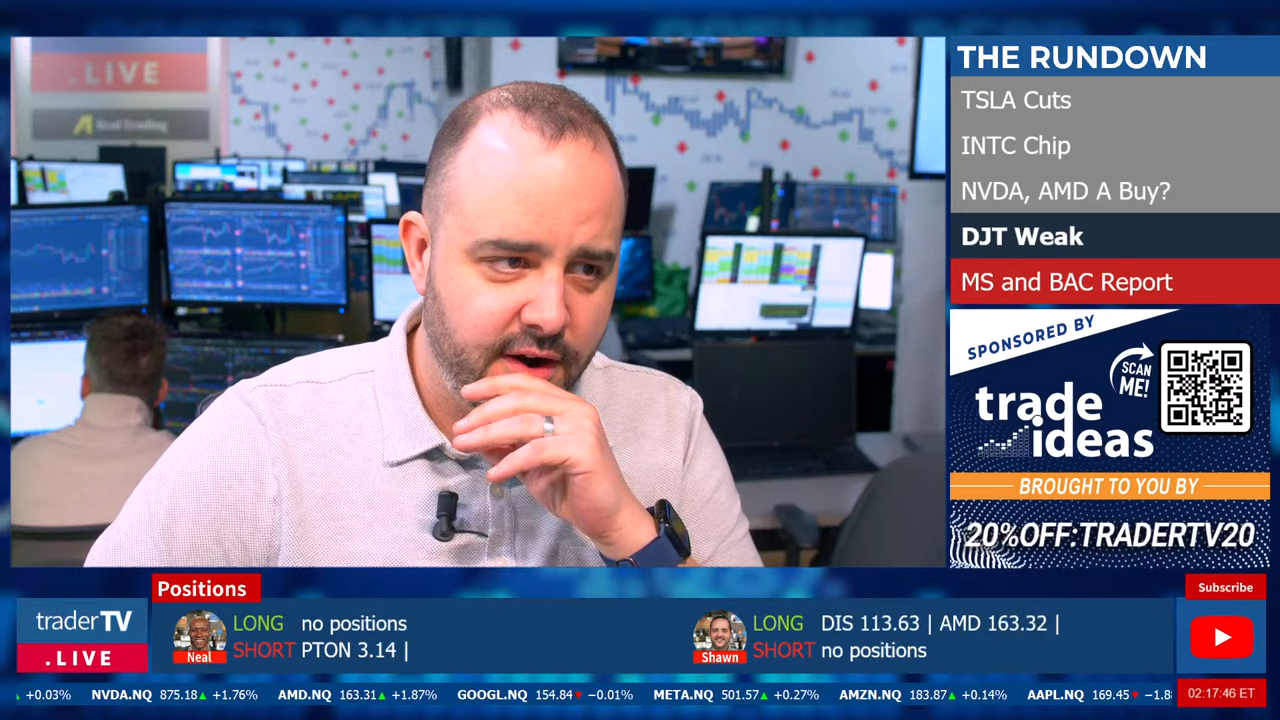 .LIVE
Real Trading
THE RUNDOWN
TSLA Cuts
INTC Chip
NVDA, AMD A Buy?
DJT Weak
MS and BAC Report
SPONSORED BY
SCAN
ME!
trade
ideas
BROUGHT TO YOU BY
20%OFF:TRADERTV20
Positions
Subscribe
traderTV
.LIVE
Neal
LONG no positions
SHORT PTON 3.14 |
Shawn
LONG DIS 113.63 | AMD 163.32 |
SHORT no positions
+0.03% NVDA.NQ 875.18▲ +1.76% AMD.NQ 163.31▲ +1.87% GOOGL.NQ 154.84▼ −0.01% META.NQ 501.57▲ +0.27% AMZN.NQ 183.87▲ +0.14% AAPL.NQ 169.45▼ −1.8
02:17:46 ET